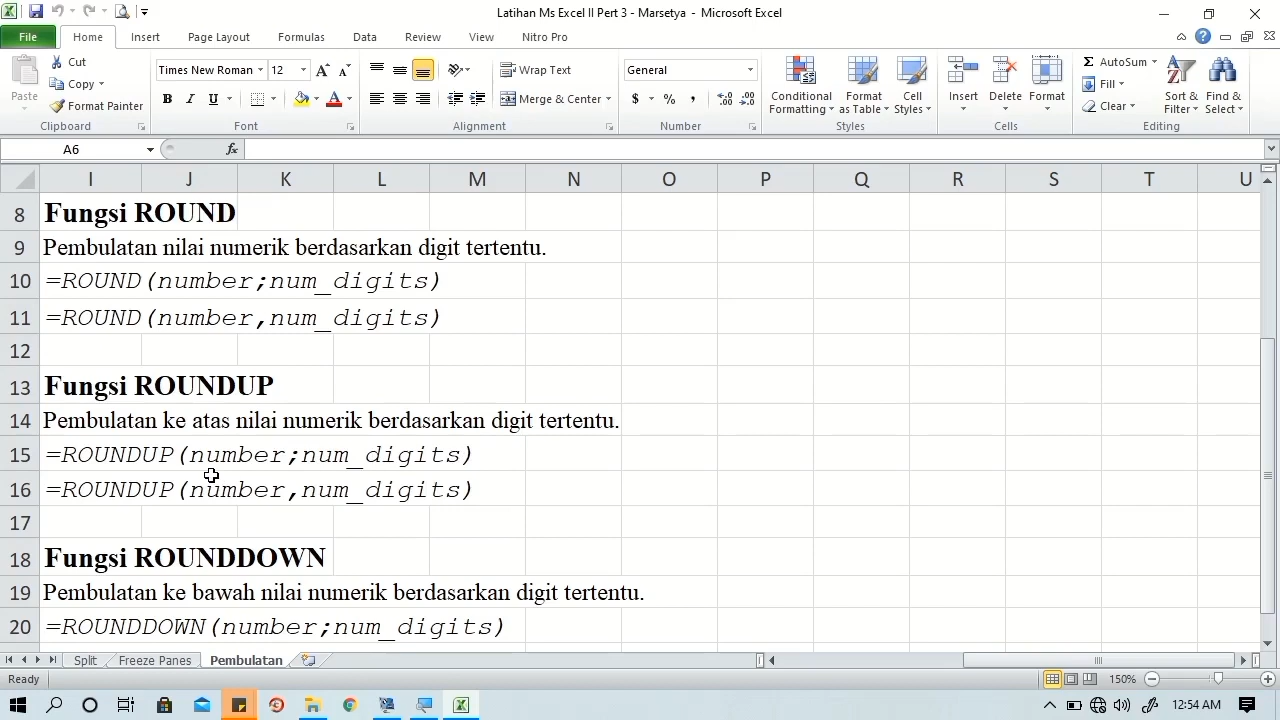 Latihan Ms Excel II Pert 3 - Marsetya - Microsoft Excel
File Home Insert Page Layout Formulas Data Review View Nitro Pro
Paste
Cut
Copy
Format Painter
Clipboard
Times New Roman 12
B I U
Font
Wrap Text
Merge & Center
Alignment
General
$ % ,
Number
Conditional Formatting
Format as Table
Cell Styles
Styles
Insert Delete Format
Cells
AutoSum
Fill
Clear
Sort & Filter
Find & Select
Editing
A6 fx
I J K L M N O P Q R S T U
8 Fungsi ROUND
9 Pembulatan nilai numerik berdasarkan digit tertentu.
10 =ROUND(number;num_digits)
11 =ROUND(number,num_digits)
12
13 Fungsi ROUNDUP
14 Pembulatan ke atas nilai numerik berdasarkan digit tertentu.
15 =ROUNDUP(number;num_digits)
16 =ROUNDUP(number,num_digits)
17
18 Fungsi ROUNDDOWN
19 Pembulatan ke bawah nilai numerik berdasarkan digit tertentu.
20 =ROUNDDOWN(number;num_digits)
Split Freeze Panes Pembulatan
Ready 150%
12:54 AM